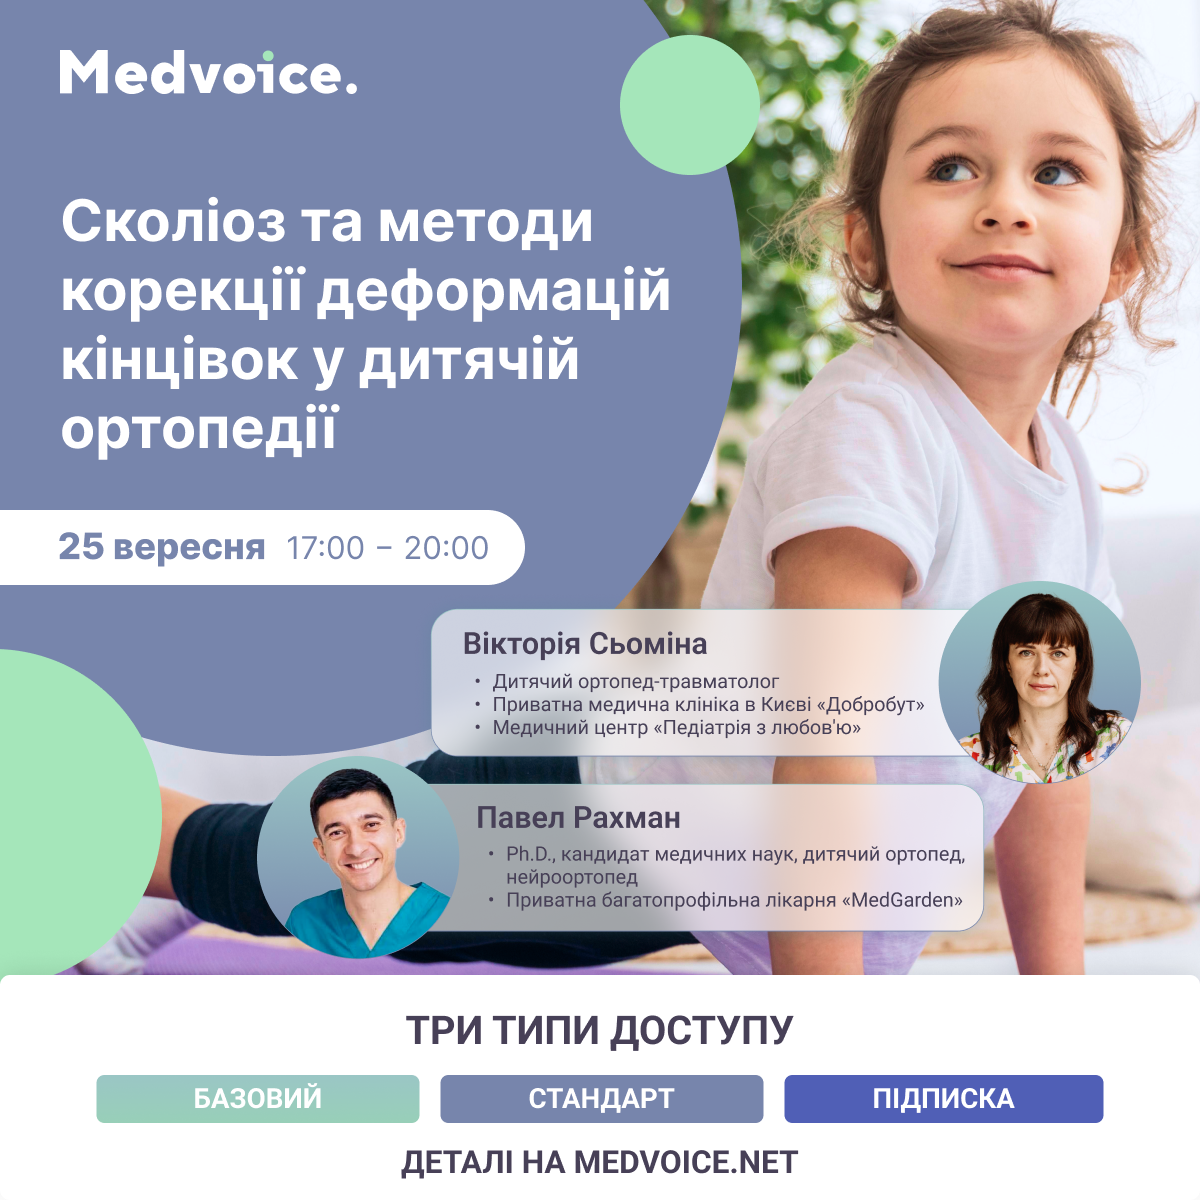 Medvoice.
Сколіоз та методи
корекції деформацій
кінцівок у дитячій
ортопедії
25 вересня 17:00 – 20:00
Вікторія Сьоміна
• Дитячий ортопед-травматолог
• Приватна медична клініка в Києві «Добробут»
• Медичний центр «Педіатрія з любов'ю»
Павел Рахман
• Ph.D., кандидат медичних наук, дитячий ортопед,
нейроортопед
• Приватна багатопрофільна лікарня «MedGarden»
ТРИ ТИПИ ДОСТУПУ
БАЗОВИЙ
СТАНДАРТ
ПІДПИСКА
ДЕТАЛІ НА MEDVOICE.NET